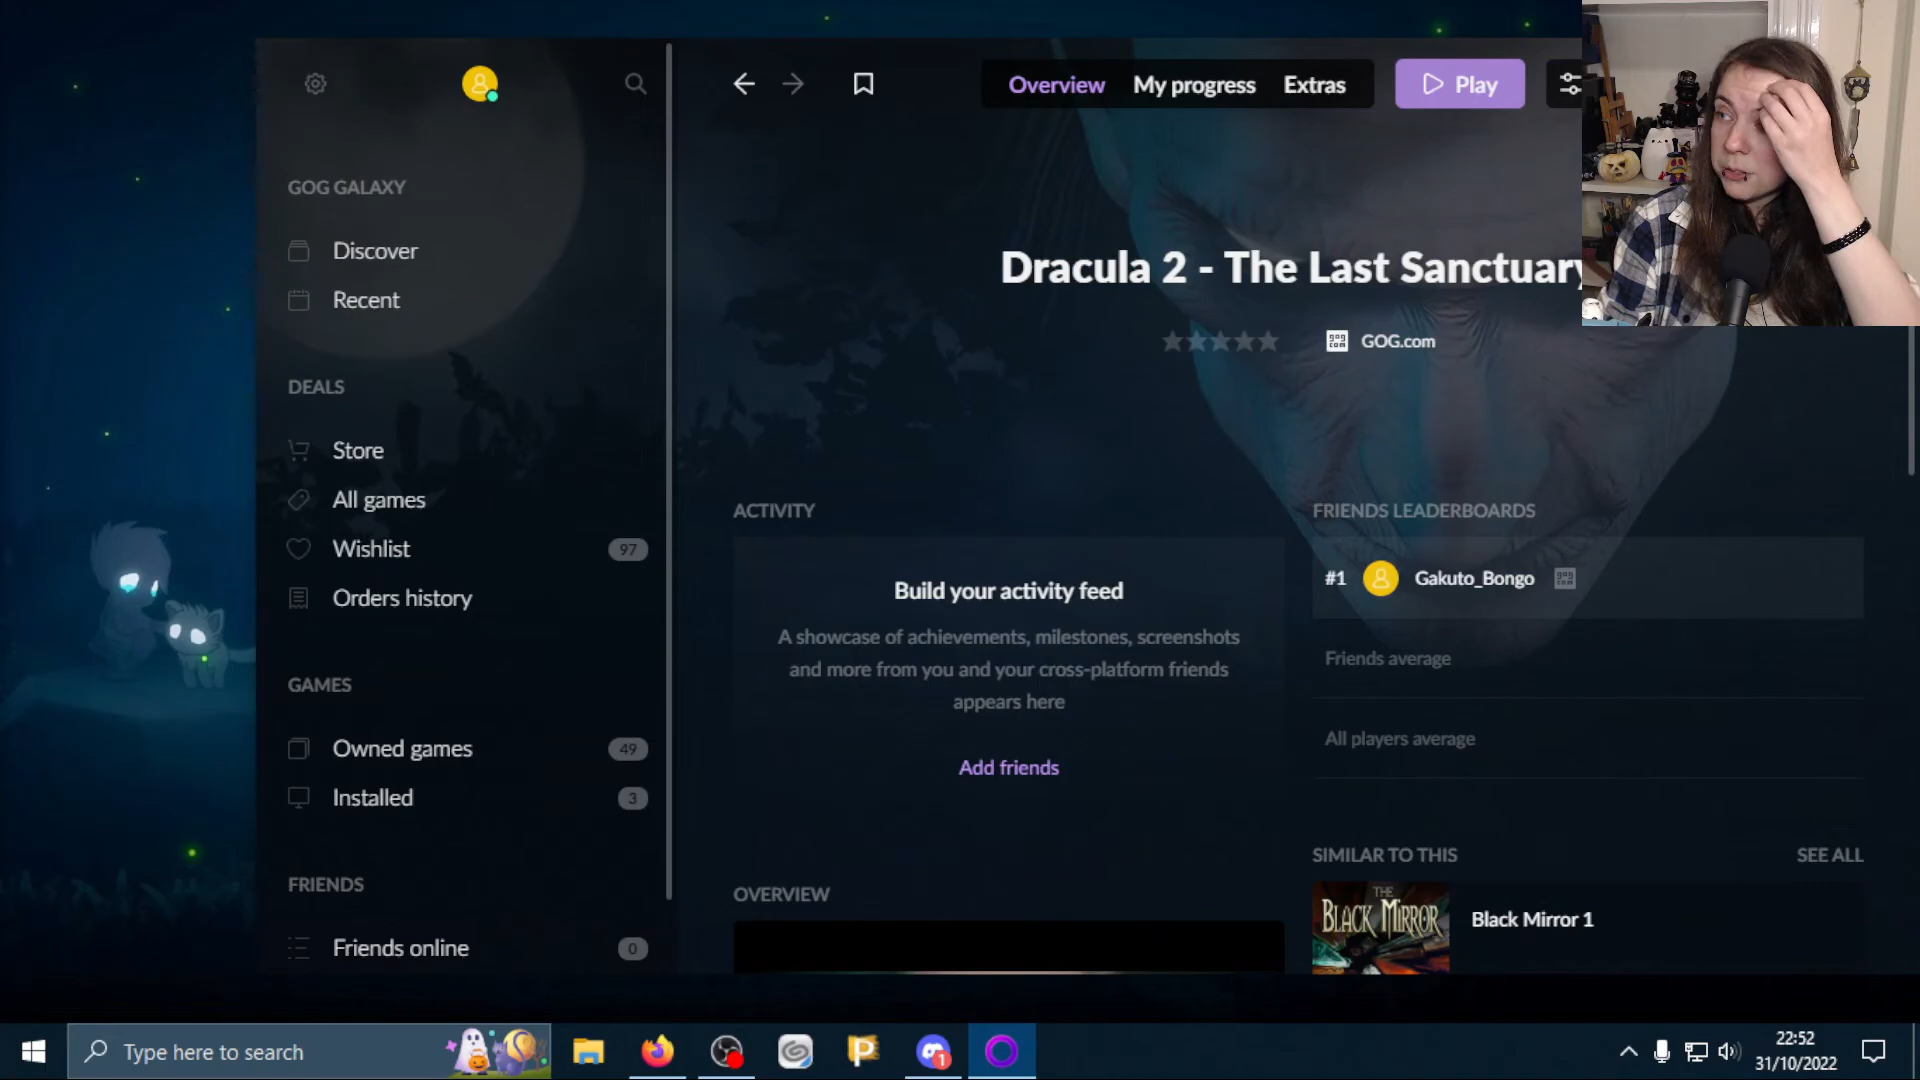 Overview
My progress
Extras
Play
GOG GALAXY
Discover
Recent
DEALS
Store
All games
Wishlist
97
Orders history
GAMES
Owned games
49
Installed
3
FRIENDS
Friends online
0
Dracula 2 - The Last Sanctuary
GOG.com
ACTIVITY
Build your activity feed
A showcase of achievements, milestones, screenshots
and more from you and your cross-platform friends
appears here
Add friends
OVERVIEW
FRIENDS LEADERBOARDS
#1
Gakuto_Bongo
Friends average
All players average
SIMILAR TO THIS
SEE ALL
THE
BLACK MIRROR
Black Mirror 1
Type here to search
P
1
22:52
31/10/2022